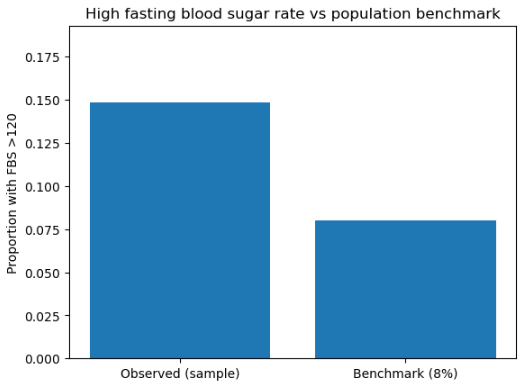 High fasting blood sugar rate vs population benchmark
Proportion with FBS >120
0.175
0.150
0.125
0.100
0.075
0.050
0.025
0.000
Observed (sample)
Benchmark (8%)